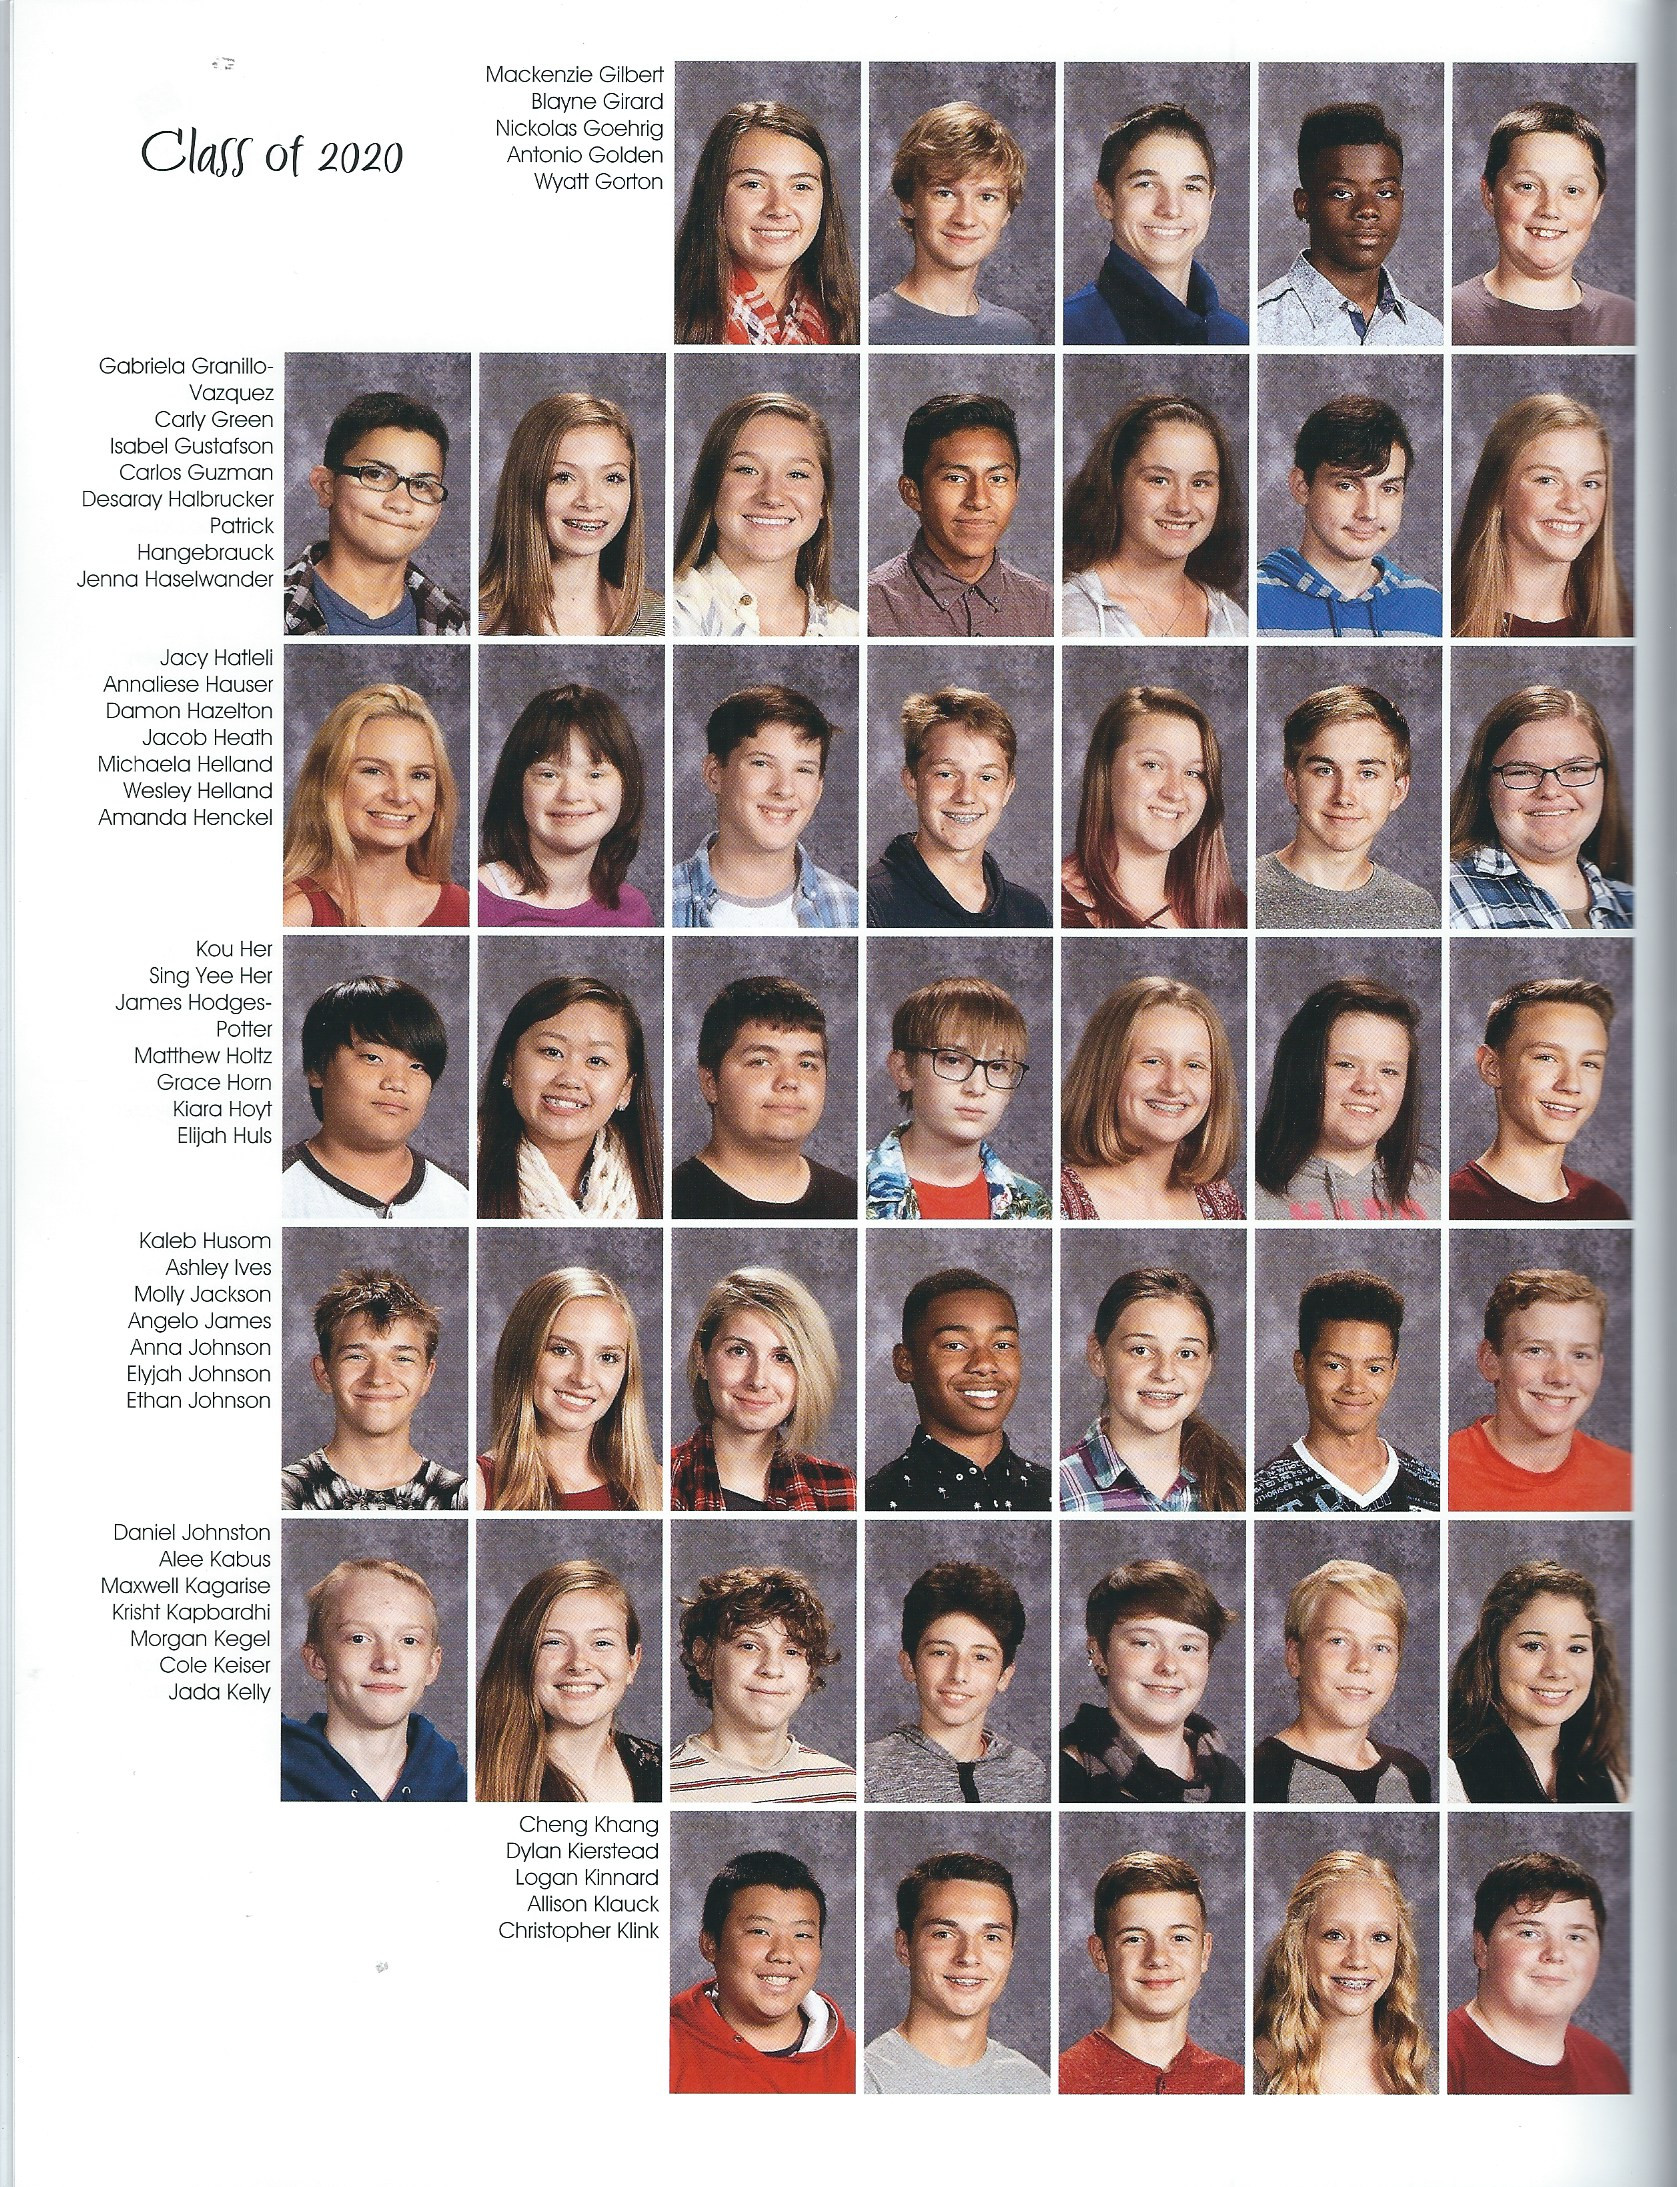 Class of 2020
Mackenzie Gilbert
Blayne Girard
Nickolas Goehrig
Antonio Golden
Wyatt Gorton
Gabriela Granillo-
Vazquez
Carly Green
Isabel Gustafson
Carlos Guzman
Desaray Halbrucker
Patrick
Hangebrauck
Jenna Haselwander
Jacy Hatleli
Annaliese Hauser
Damon Hazelton
Jacob Heath
Michaela Helland
Wesley Helland
Amanda Henckel
Kou Her
Sing Yee Her
James Hodges-
Potter
Matthew Holtz
Grace Horn
Kiara Hoyt
Elijah Huls
Kaleb Husom
Ashley Ives
Molly Jackson
Angelo James
Anna Johnson
Elyjah Johnson
Ethan Johnson
Daniel Johnston
Alee Kabus
Maxwell Kagarise
Krisht Kapbardhi
Morgan Kegel
Cole Keiser
Jada Kelly
Cheng Khang
Dylan Kierstead
Logan Kinnard
Allison Klauck
Christopher Klink